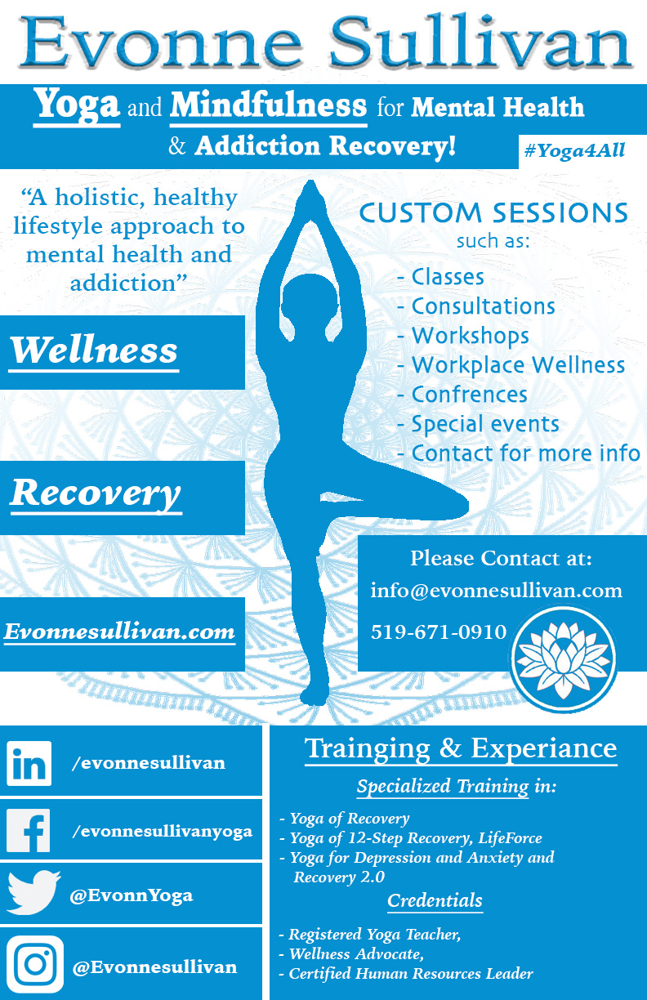 Evonne Sullivan
Yoga and Mindfulness for Mental Health
& Addiction Recovery!
#Yoga4All
“A holistic, healthy
lifestyle approach to
mental health and
addiction”
Wellness
Recovery
Evonnesullivan.com
CUSTOM SESSIONS
such as:
- Classes
- Consultations
- Workshops
- Workplace Wellness
- Confrences
- Special events
- Contact for more info
Please Contact at:
info@evonnesullivan.com
519-671-0910
in /evonnesullivan
f /evonnesullivanyoga
@EvonnYoga
@Evonnesullivan
Trainging & Experiance
Specialized Training in:
- Yoga of Recovery
- Yoga of 12-Step Recovery, LifeForce
- Yoga for Depression and Anxiety and
Recovery 2.0
Credentials
- Registered Yoga Teacher,
- Wellness Advocate,
- Certified Human Resources Leader